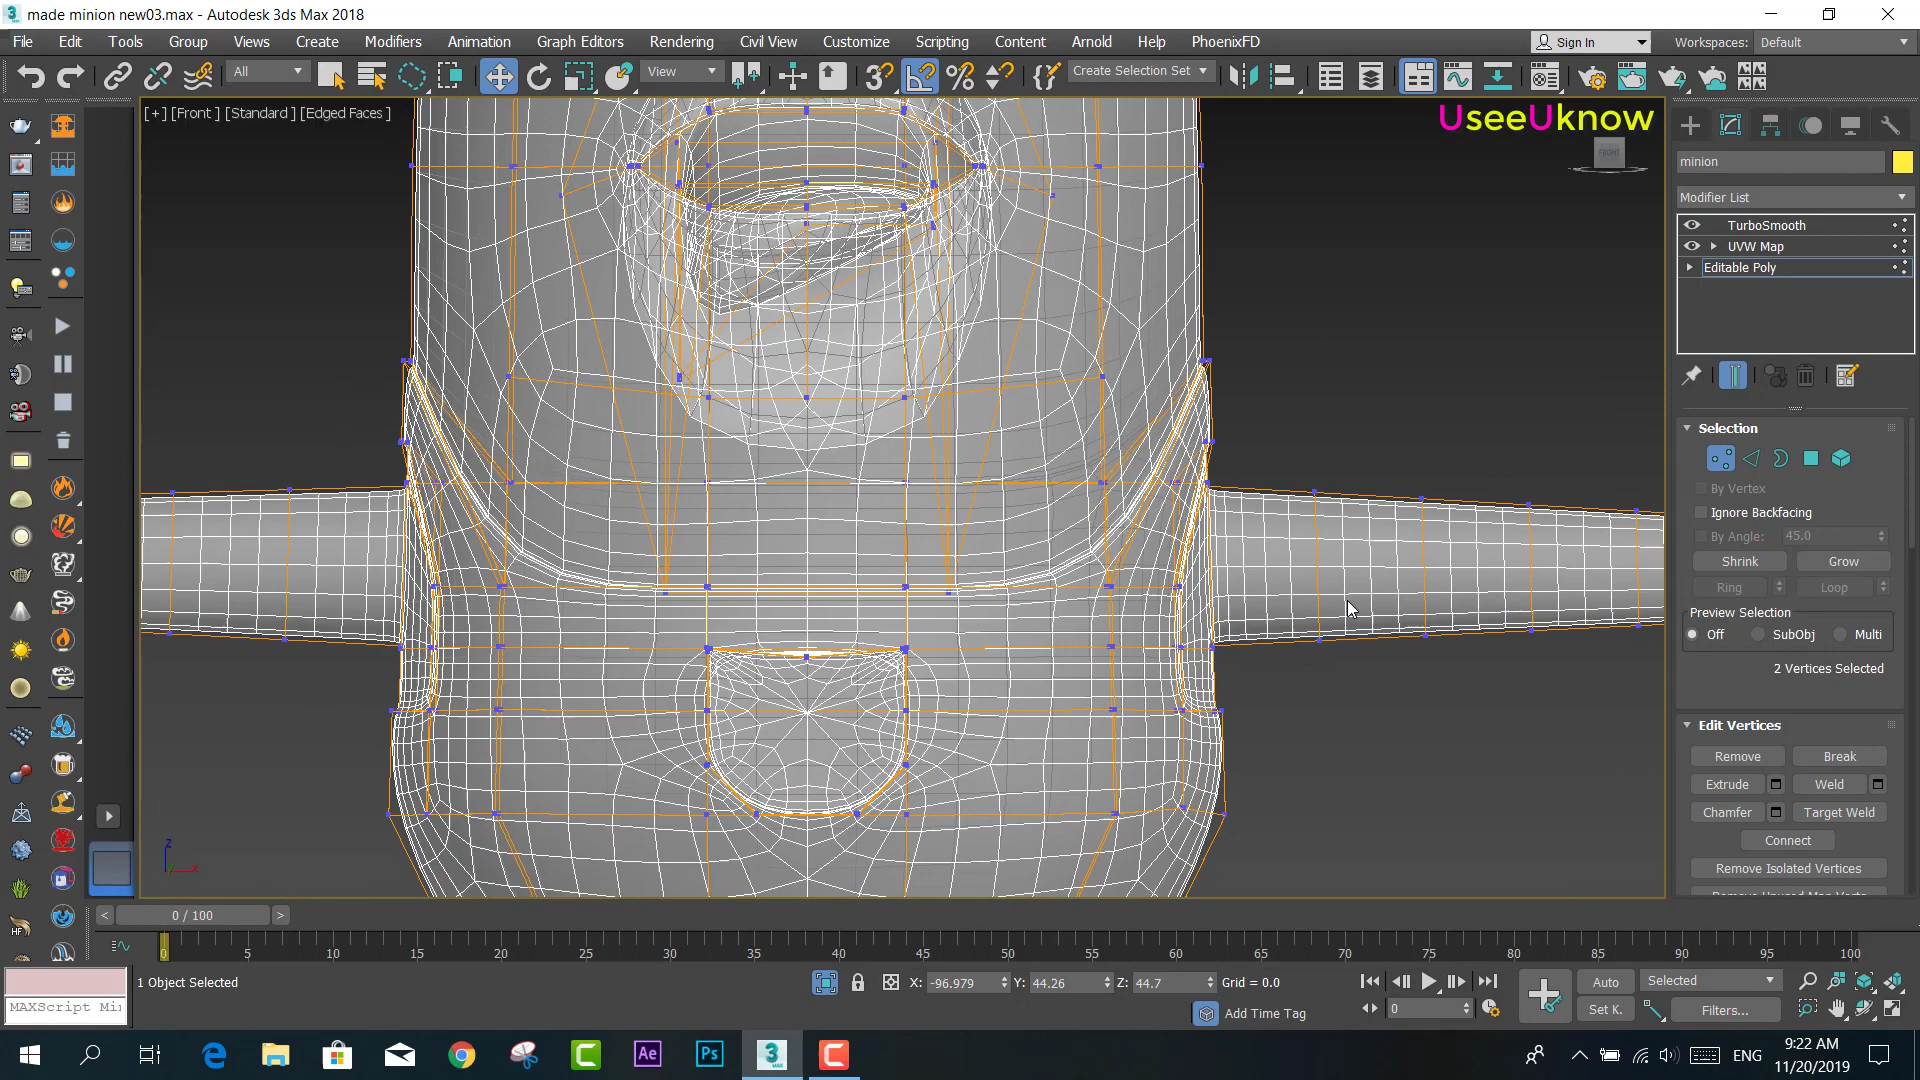 made minion new03.max - Autodesk 3ds Max 2018
File Edit Tools Group Views Create Modifiers Animation Graph Editors Rendering Civil View Customize Scripting Content Arnold Help PhoenixFD
Sign In
Workspaces: Default
All
View
Create Selection Set
[+] [Front ] [Standard ] [Edged Faces ]
UseeUknow
FRONT
minion
Modifier List
TurboSmooth
UVW Map
Editable Poly
Selection
By Vertex
Ignore Backfacing
By Angle: 45.0
Shrink Grow
Ring Loop
Preview Selection
Off SubObj Multi
2 Vertices Selected
Edit Vertices
Remove Break
Extrude Weld
Chamfer Target Weld
Connect
Remove Isolated Vertices
z
x
HF
< 0 / 100 >
0 5 10 15 20 25 30 35 40 45 50 55 60 65 70 75 80 85 90 95 100
1 Object Selected
X: -96.979 Y: 44.26 Z: 44.7 Grid = 0.0
Auto Selected
MAXScript Mi
Add Time Tag
0
Set K. Filters...
Ae Ps 3
ENG
9:22 AM
11/20/2019